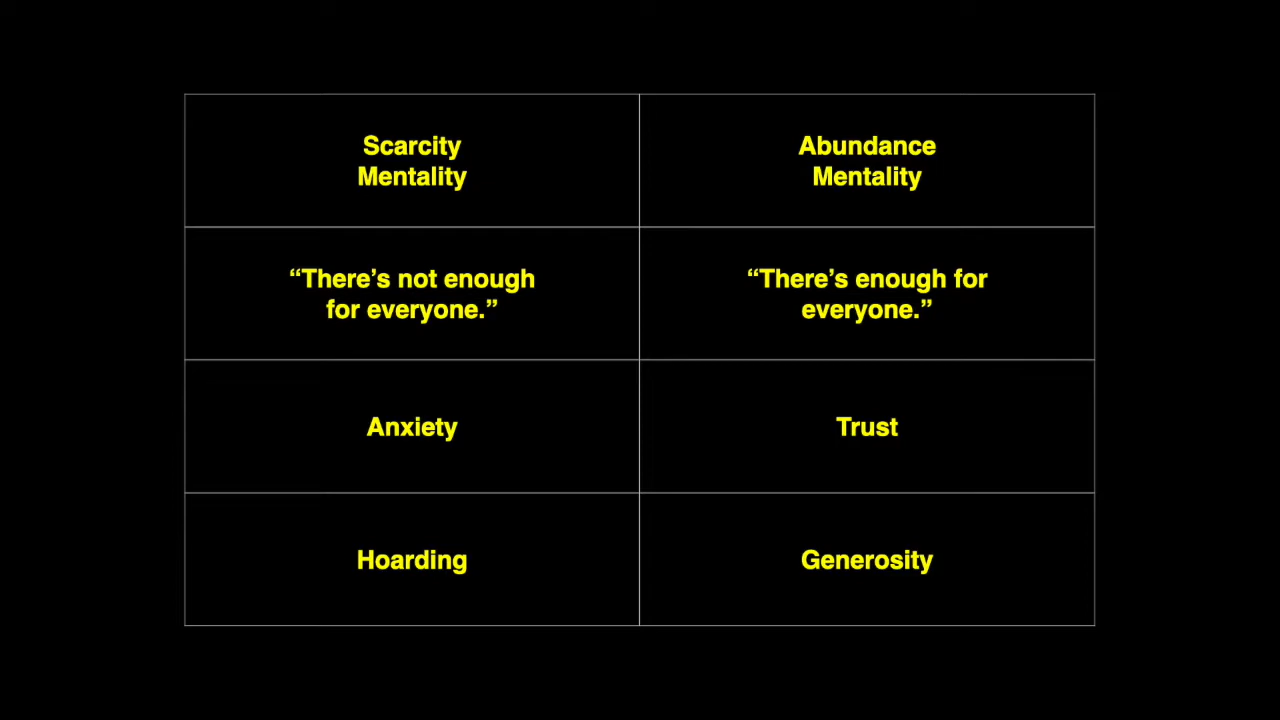 Scarcity
Mentality
Abundance
Mentality
“There’s not enough
for everyone.”
“There’s enough for
everyone.”
Anxiety
Trust
Hoarding
Generosity